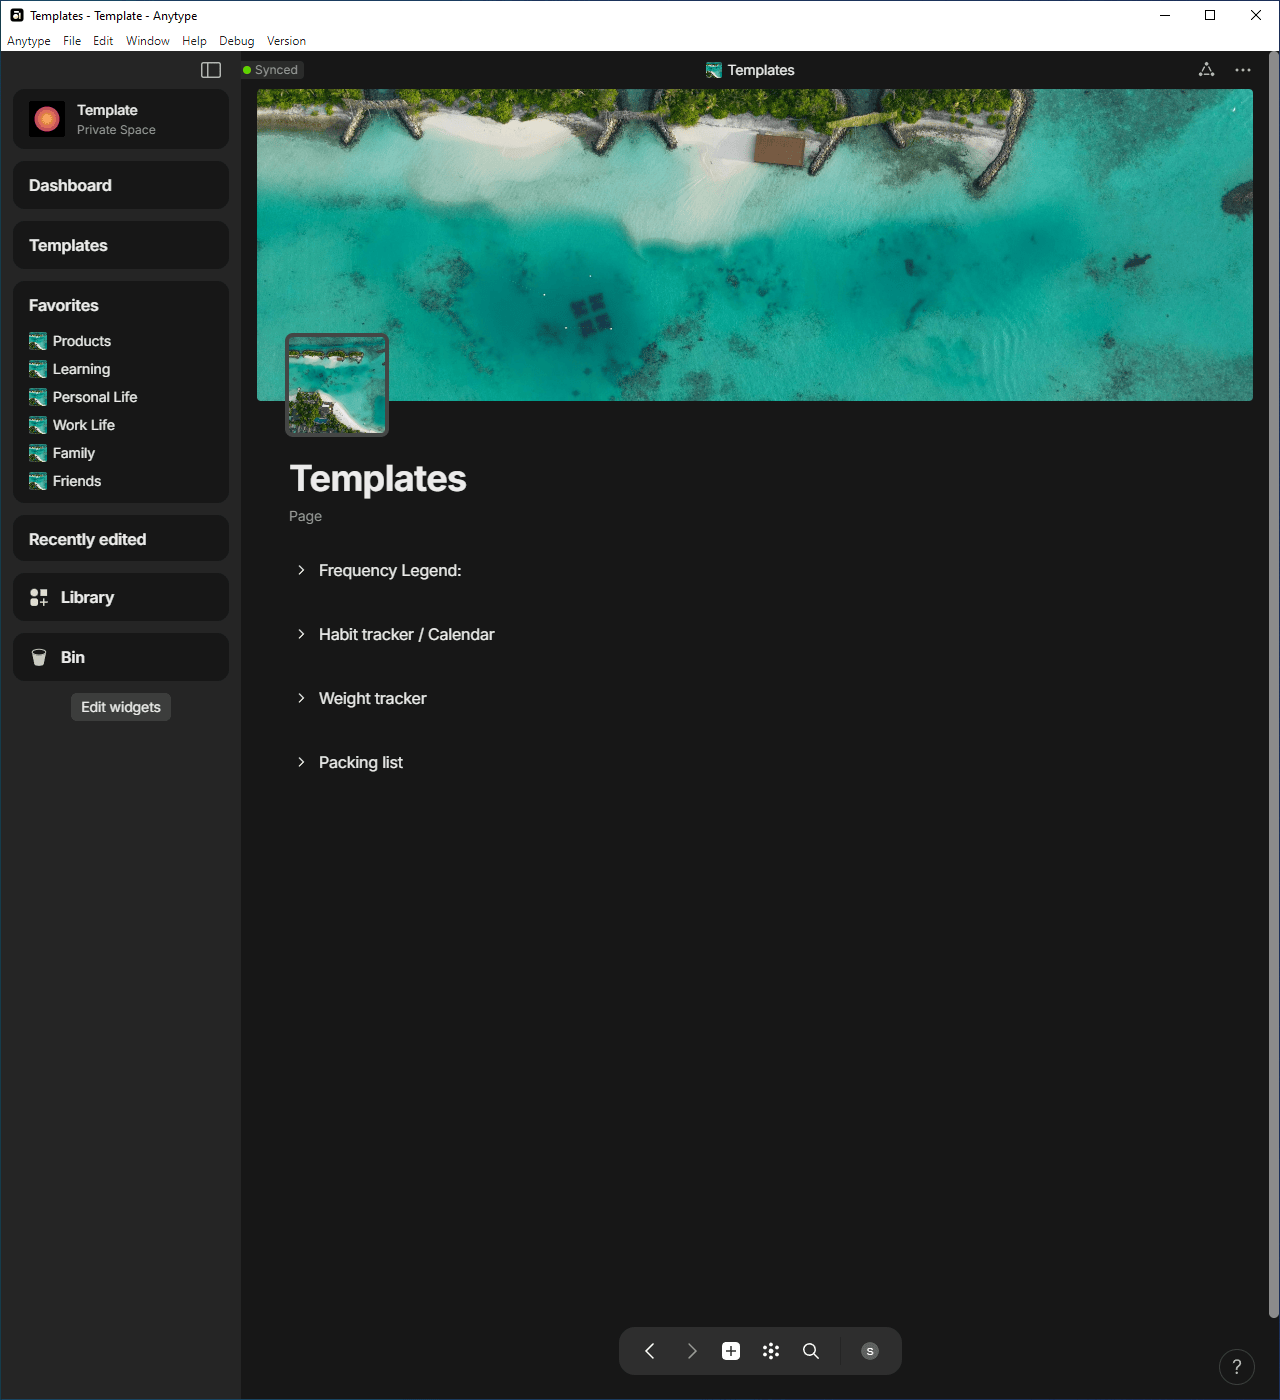 Templates - Template - Anytype
Anytype File Edit Window Help Debug Version
Synced
Templates
Template
Private Space
Dashboard
Templates
Favorites
Products
Learning
Personal Life
Work Life
Family
Friends
Recently edited
Library
Bin
Edit widgets
Templates
Page
Frequency Legend:
Habit tracker / Calendar
Weight tracker
Packing list
S
?